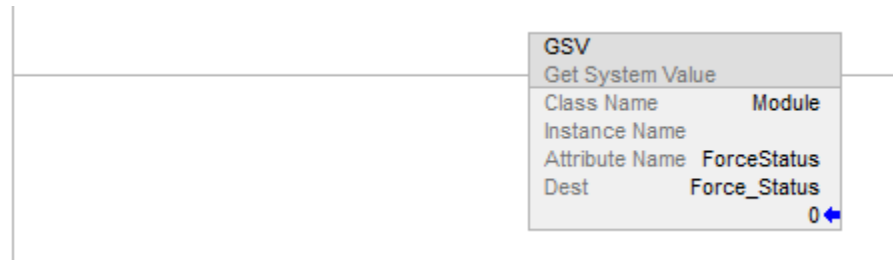 GSV
Get System Value
Class Name Module
Instance Name
Attribute Name ForceStatus
Dest Force_Status
0